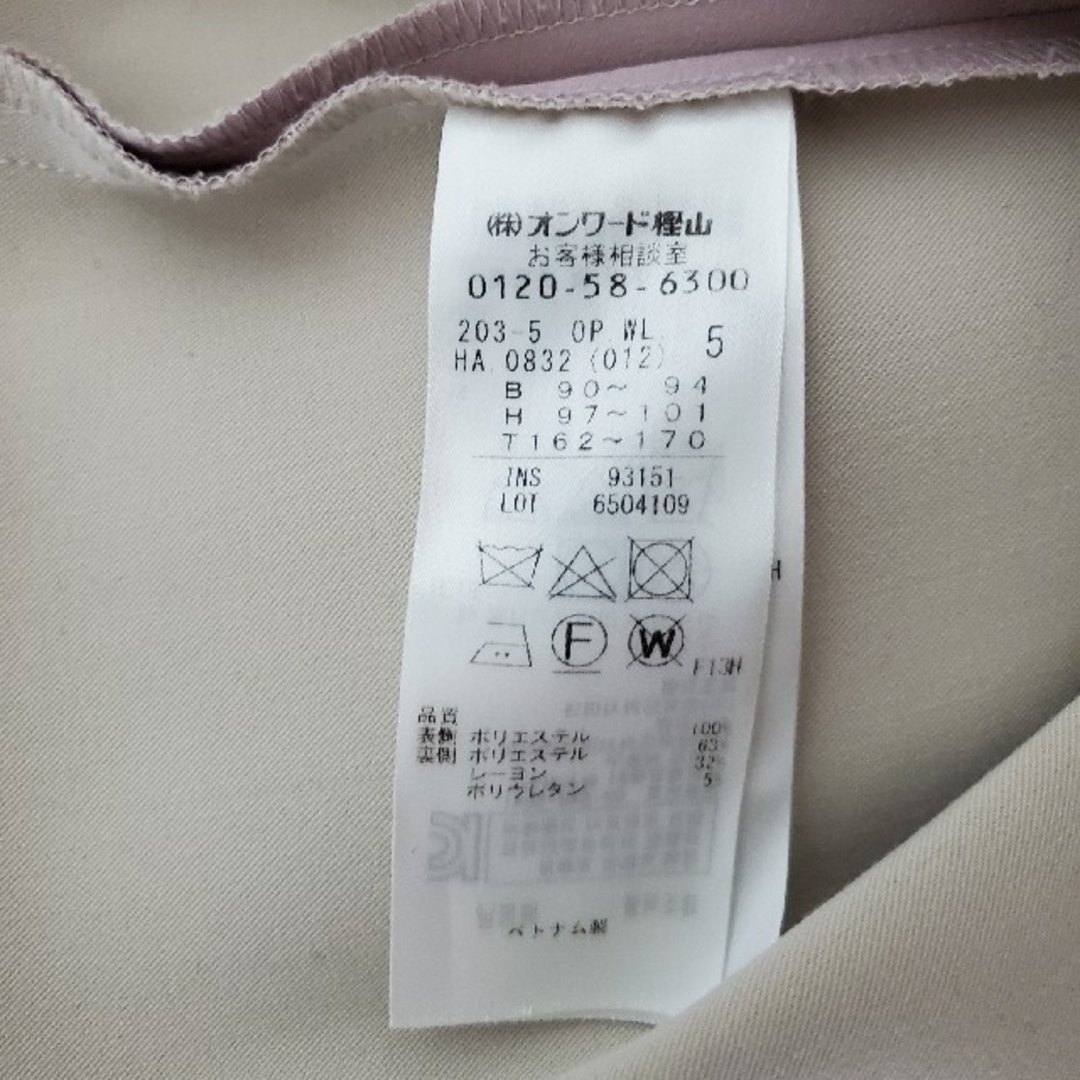 (株)オンワード樫山
お客様相談室
0120-58-6300
203-5 OP WL 5
HA 0832 (012)
B 90〜 94
H 97〜101
T162〜170
INS 93151
LOT 6504109
F W
F13H
H
品質
表側 ポリエステル 100%
裏側 ポリエステル 63%
レーヨン 32%
ポリウレタン 5%
ベトナム製